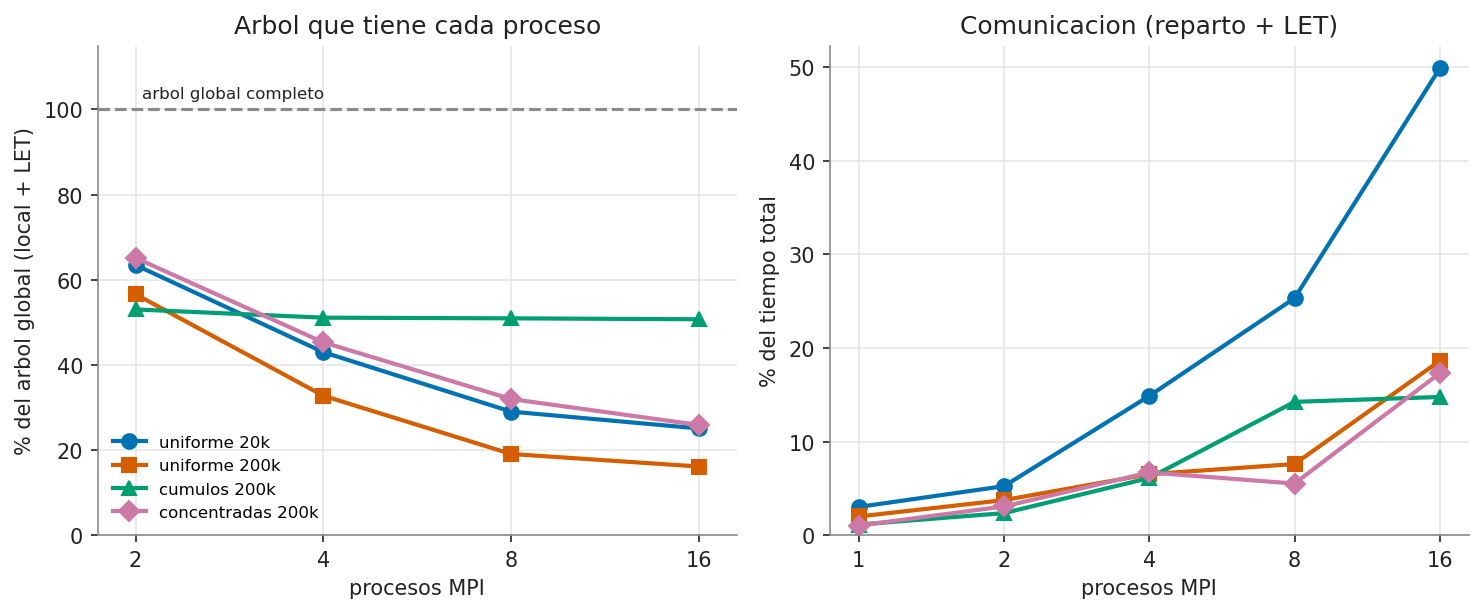 Arbol que tiene cada proceso
% del arbol global (local + LET)
100
80
60
40
20
0
arbol global completo
uniforme 20k
uniforme 200k
cumulos 200k
concentradas 200k
2
4
8
16
procesos MPI
Comunicacion (reparto + LET)
% del tiempo total
50
40
30
20
10
0
1
2
4
8
16
procesos MPI